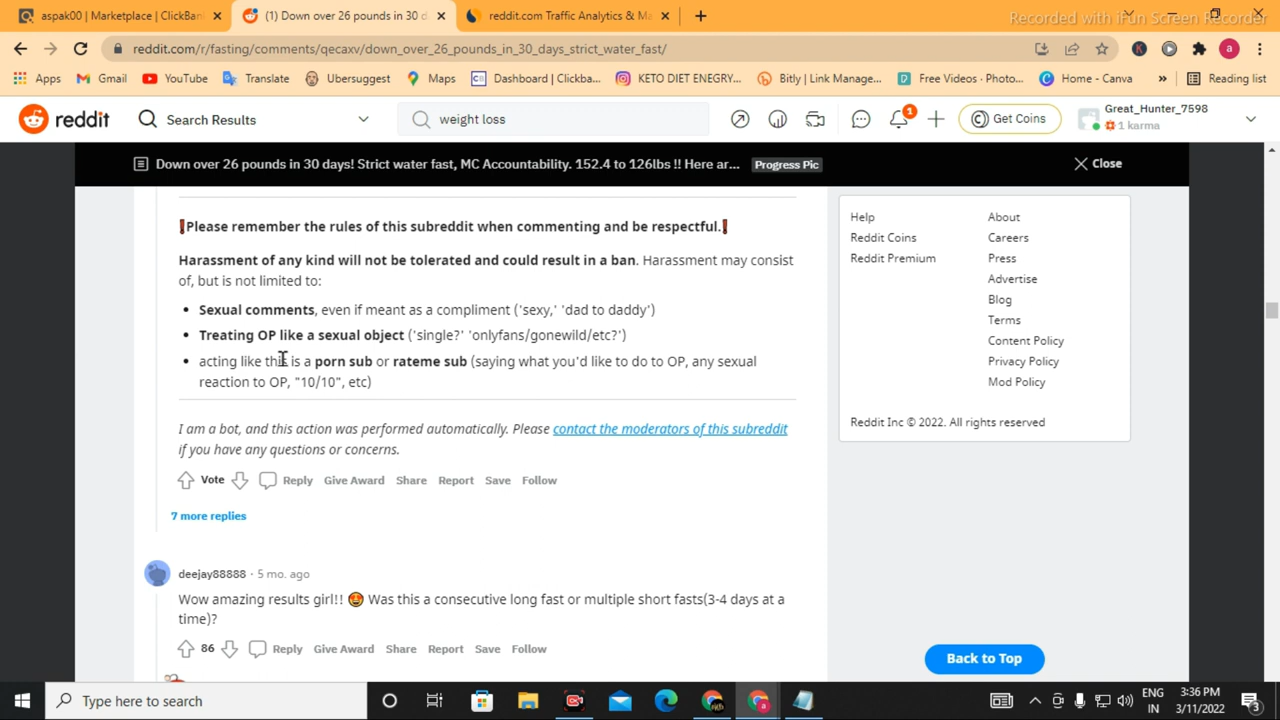 aspak00 | Marketplace | ClickBan
(1) Down over 26 pounds in 30 d
reddit.com Traffic Analytics & Ma
Recorded with iFun Screen Recorder
reddit.com/r/fasting/comments/qecaxv/down_over_26_pounds_in_30_days_strict_water_fast/
Apps
Gmail
YouTube
Translate
Ubersuggest
Maps
Dashboard | Clickba...
KETO DIET ENEGRY...
Bitly | Link Manage...
Free Videos · Photo...
Home - Canva
»
Reading list
reddit
Search Results
weight loss
1
Get Coins
Great_Hunter_7598
1 karma
Down over 26 pounds in 30 days! Strict water fast, MC Accountability. 152.4 to 126lbs !! Here ar...
Progress Pic
Close
❗Please remember the rules of this subreddit when commenting and be respectful.❗
Harassment of any kind will not be tolerated and could result in a ban. Harassment may consist
of, but is not limited to:
• Sexual comments, even if meant as a compliment ('sexy,' 'dad to daddy')
• Treating OP like a sexual object ('single?' 'onlyfans/gonewild/etc?')
• acting like this is a porn sub or rateme sub (saying what you'd like to do to OP, any sexual
reaction to OP, "10/10", etc)
I am a bot, and this action was performed automatically. Please contact the moderators of this subreddit
if you have any questions or concerns.
Vote
Reply
Give Award
Share
Report
Save
Follow
7 more replies
deejay88888 · 5 mo. ago
Wow amazing results girl!! 🤩 Was this a consecutive long fast or multiple short fasts(3-4 days at a
time)?
86
Reply
Give Award
Share
Report
Save
Follow
Help
About
Reddit Coins
Careers
Reddit Premium
Press
Advertise
Blog
Terms
Content Policy
Privacy Policy
Mod Policy
Reddit Inc © 2022. All rights reserved
Back to Top
Type here to search
ENG
IN
3:36 PM
3/11/2022
3